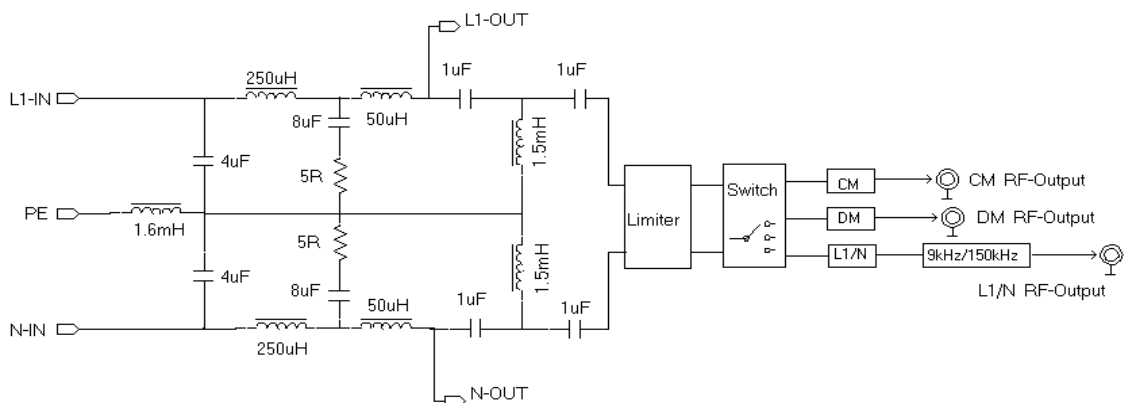 L1-OUT
1uF
1uF
250uH
L1-IN
8uF
50uH
1.5mH
4uF
5R
CM
CM RF-Output
Switch
PE
Limiter
DM
DM RF-Output
1.6mH
5R
L1/N
9kHz/150kHz
4uF
1.5mH
8uF
50uH
1uF
1uF
L1/N RF-Output
N-IN
250uH
N-OUT